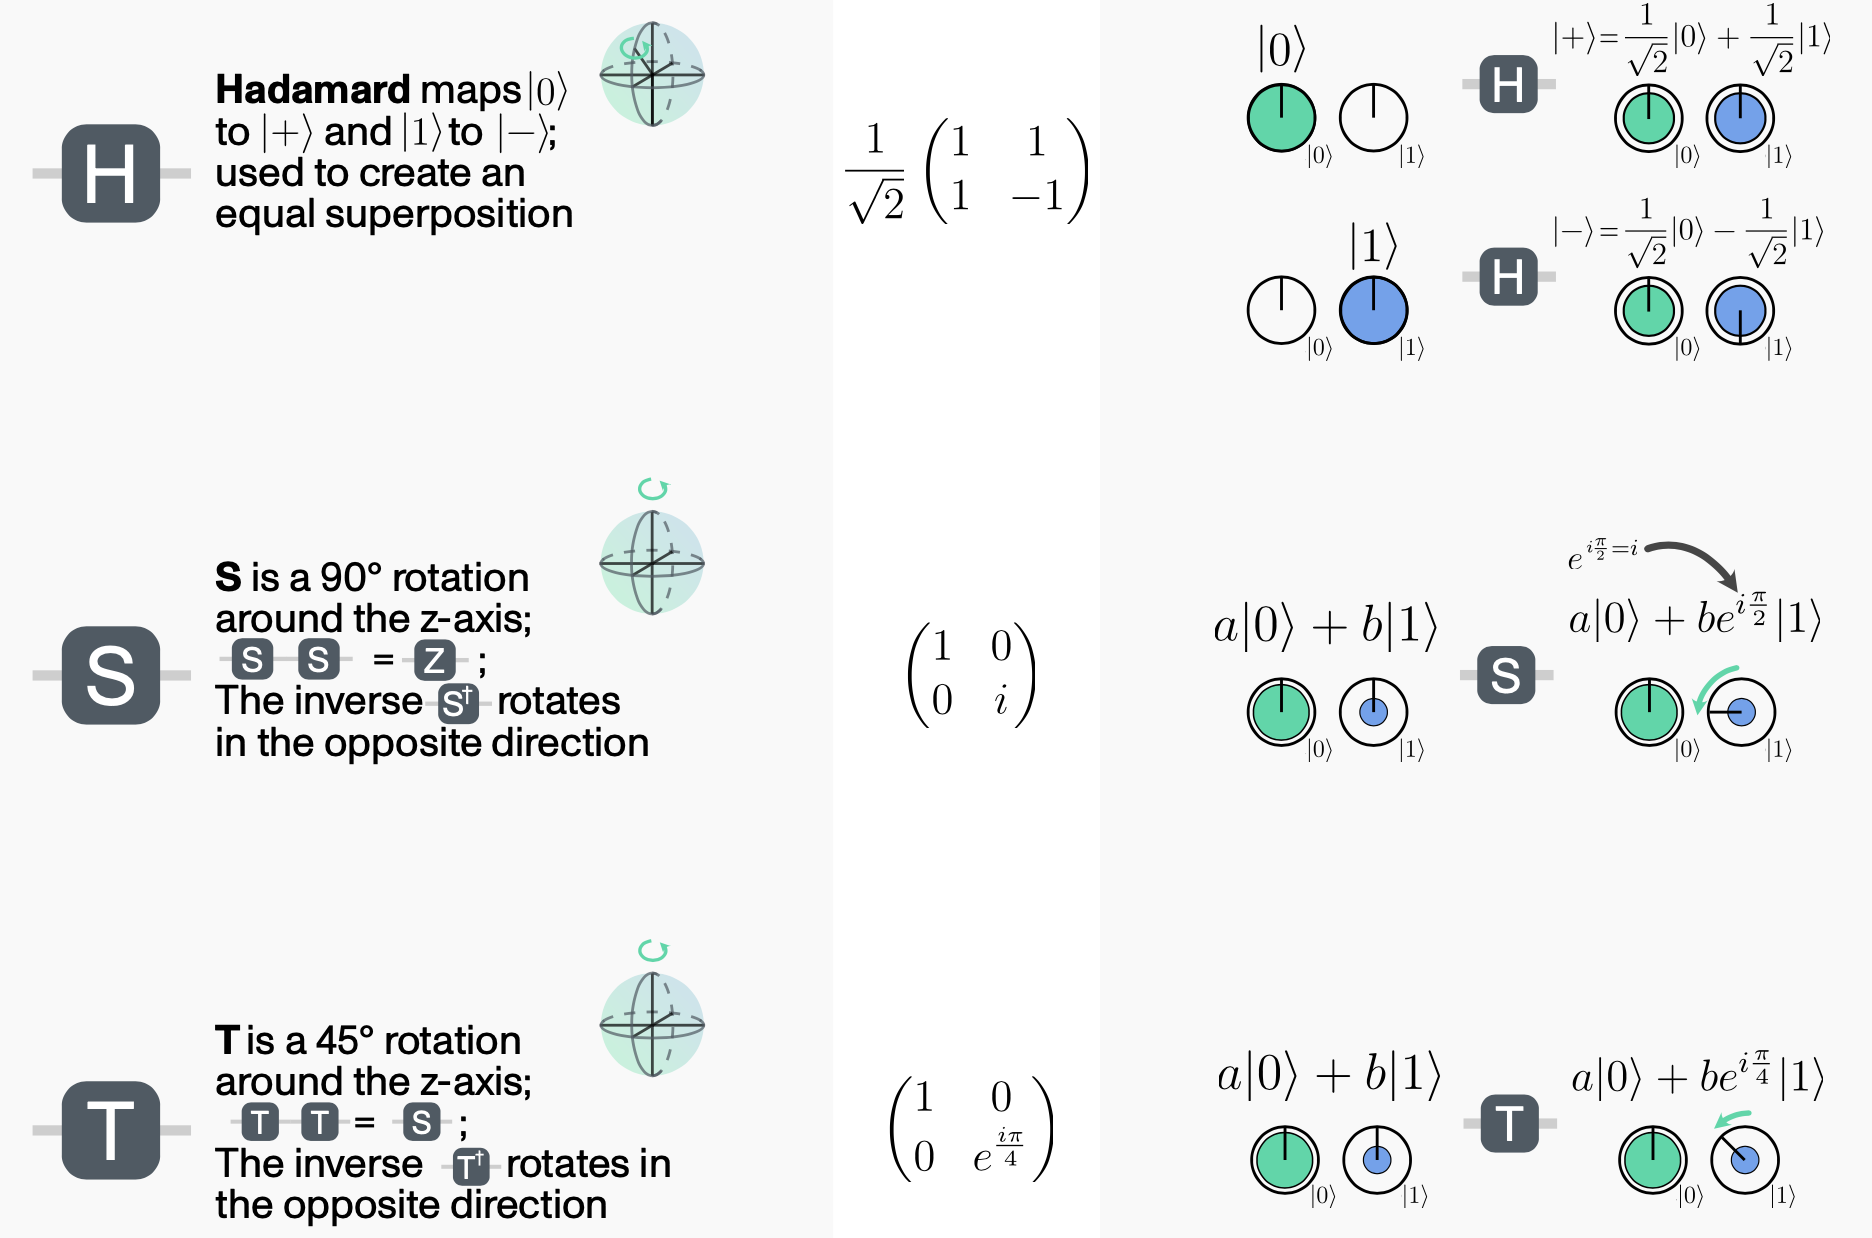 H
Hadamard maps |0⟩
to |+⟩ and |1⟩ to |−⟩;
used to create an
equal superposition
1/√2 (1 1
1 −1)
|0⟩
|0⟩ |1⟩
H
|+⟩=1/√2|0⟩ + 1/√2|1⟩
|0⟩ |1⟩
|1⟩
|0⟩ |1⟩
H
|−⟩=1/√2|0⟩ − 1/√2|1⟩
|0⟩ |1⟩
S
S is a 90° rotation
around the z-axis;
S S = Z ;
The inverse S† rotates
in the opposite direction
(1 0
0 i)
a|0⟩ + b|1⟩
|0⟩ |1⟩
S
e^{iπ/2=i}
a|0⟩ + be^{iπ/2}|1⟩
|0⟩ |1⟩
T
T is a 45° rotation
around the z-axis;
T T = S ;
The inverse T† rotates in
the opposite direction
(1 0
0 e^{iπ/4})
a|0⟩ + b|1⟩
|0⟩ |1⟩
T
a|0⟩ + be^{iπ/4}|1⟩
|0⟩ |1⟩